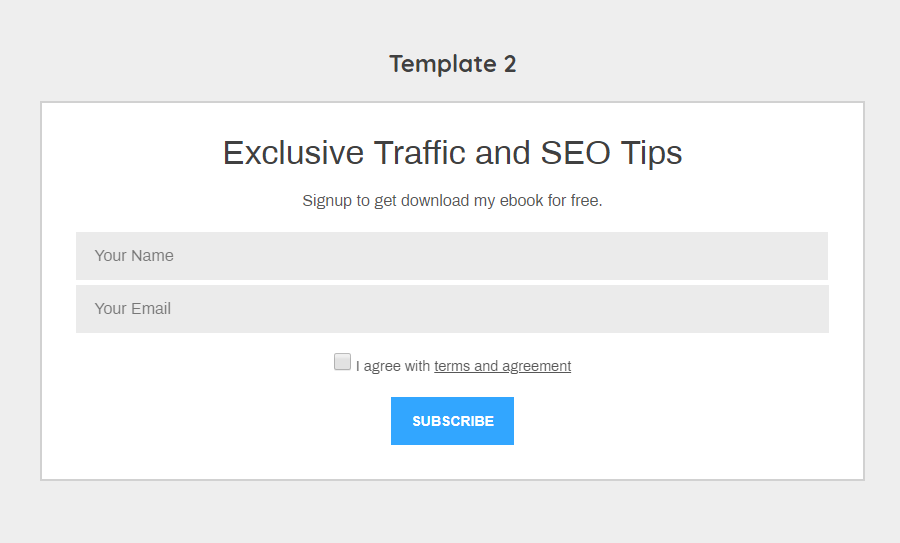 Template 2
Exclusive Traffic and SEO Tips
Signup to get download my ebook for free.
Your Name
Your Email
I agree with terms and agreement
SUBSCRIBE